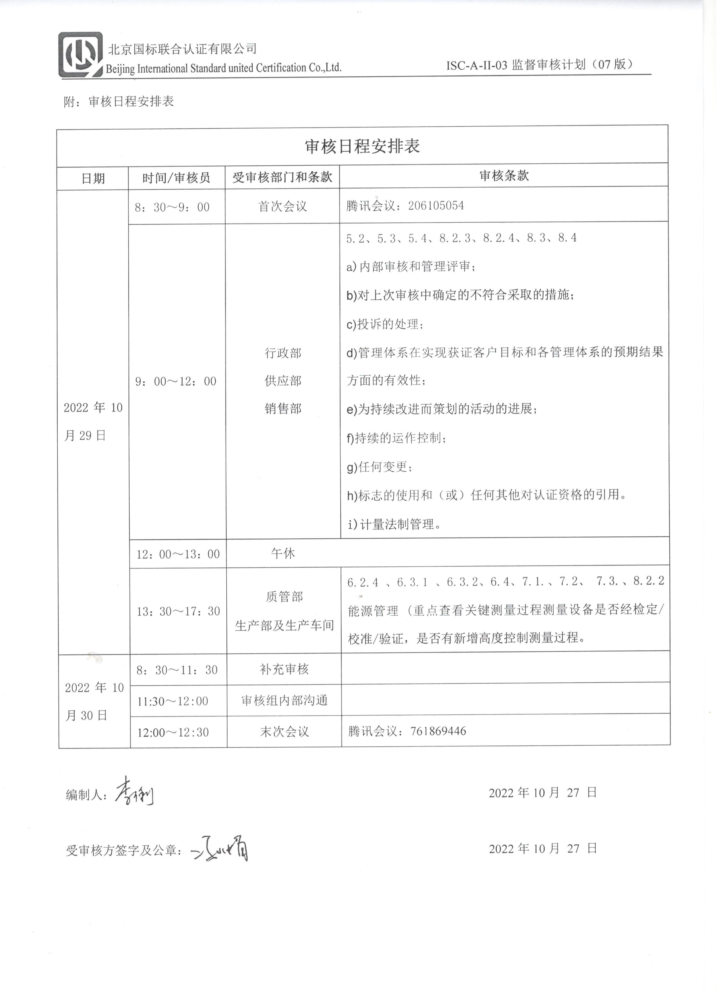 北京国标联合认证有限公司
Beijing International Standard united Certification Co.,Ltd.
ISC-A-II-03 监督审核计划（07 版）
附：审核日程安排表
审核日程安排表
日期 时间/审核员 受审核部门和条款 审核条款
2022 年 10
月 29 日
8：30～9：00 首次会议 腾讯会议：206105054
9：00～12：00
行政部
供应部
销售部
5.2、5.3、5.4、8.2.3、8.2.4、8.3、8.4
a)内部审核和管理评审；
b)对上次审核中确定的不符合采取的措施；
c)投诉的处理；
d)管理体系在实现获证客户目标和各管理体系的预期结果
方面的有效性；
e)为持续改进而策划的活动的进展；
f)持续的运作控制；
g)任何变更；
h)标志的使用和（或）任何其他对认证资格的引用。
i)计量法制管理。
12：00～13：00 午休
13：30～17：30
质管部
生产部及生产车间
6.2.4 、6.3.1 、6.3.2、6.4、7.1.、7.2、 7.3.、8.2.2
能源管理（重点查看关键测量过程测量设备是否经检定/
校准/验证，是否有新增高度控制测量过程。
2022 年 10
月 30 日
8：30～11：30 补充审核
11:30～12:00 审核组内部沟通
12:00～12:30 末次会议 腾讯会议：761869446
编制人：李俐 2022 年 10 月 27 日
受审核方签字及公章： 2022 年 10 月 27 日